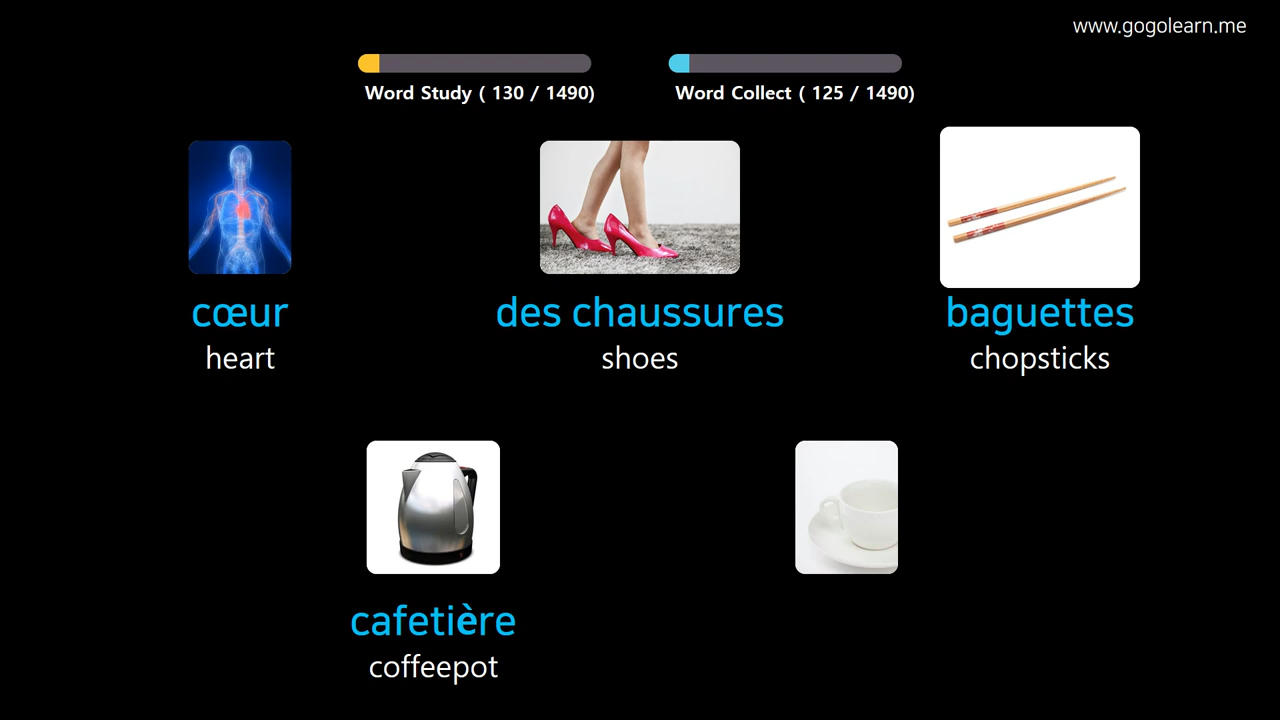 www.gogolearn.me
Word Study ( 130 / 1490)
Word Collect ( 125 / 1490)
cœur
des chaussures
baguettes
heart
shoes
chopsticks
cafetière
coffeepot